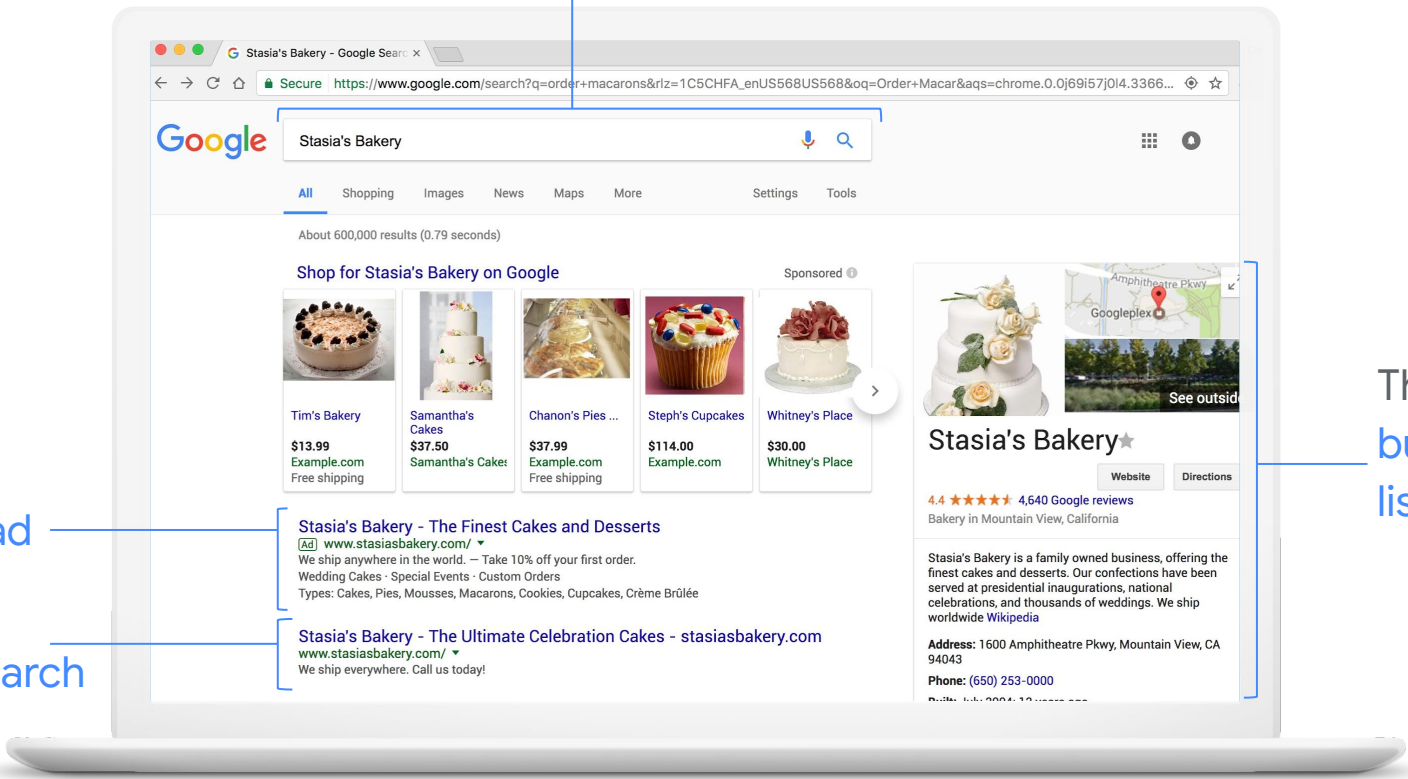 G Stasia's Bakery - Google Searc ×
Secure https://www.google.com/search?q=order+macarons&rlz=1C5CHFA_enUS568US568&oq=Order+Macar&aqs=chrome.0.0j69i57j0l4.3366...
Google
Stasia's Bakery
All Shopping Images News Maps More Settings Tools
About 600,000 results (0.79 seconds)
Shop for Stasia's Bakery on Google
Sponsored
Tim's Bakery
$13.99
Example.com
Free shipping
Samantha's
Cakes
$37.50
Samantha's Cakes
Chanon's Pies ...
$37.99
Example.com
Free shipping
Steph's Cupcakes
$114.00
Example.com
Whitney's Place
$30.00
Whitney's Place
ad
Stasia's Bakery - The Finest Cakes and Desserts
Ad www.stasiasbakery.com/
We ship anywhere in the world. — Take 10% off your first order.
Wedding Cakes · Special Events · Custom Orders
Types: Cakes, Pies, Mousses, Macarons, Cookies, Cupcakes, Crème Brûlée
arch
Stasia's Bakery - The Ultimate Celebration Cakes - stasiasbakery.com
www.stasiasbakery.com/
We ship everywhere. Call us today!
Amphitheatre Pkwy
Googleplex
See outside
Stasia's Bakery
Website Directions
4.4 4,640 Google reviews
Bakery in Mountain View, California
Stasia's Bakery is a family owned business, offering the
finest cakes and desserts. Our confections have been
served at presidential inaugurations, national
celebrations, and thousands of weddings. We ship
worldwide Wikipedia
Address: 1600 Amphitheatre Pkwy, Mountain View, CA
94043
Phone: (650) 253-0000
Th
bu
lis